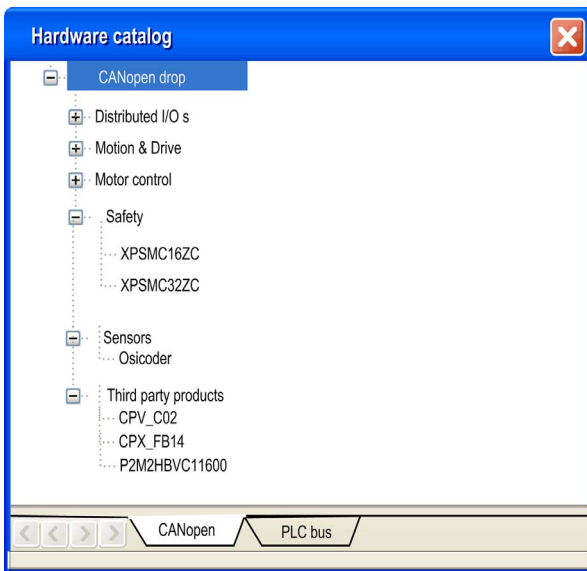 Hardware catalog
CANopen drop
Distributed I/O s
Motion & Drive
Motor control
Safety
XPSMC16ZC
XPSMC32ZC
Sensors
Osicoder
Third party products
CPV_C02
CPX_FB14
P2M2HBVC11600
CANopen
PLC bus